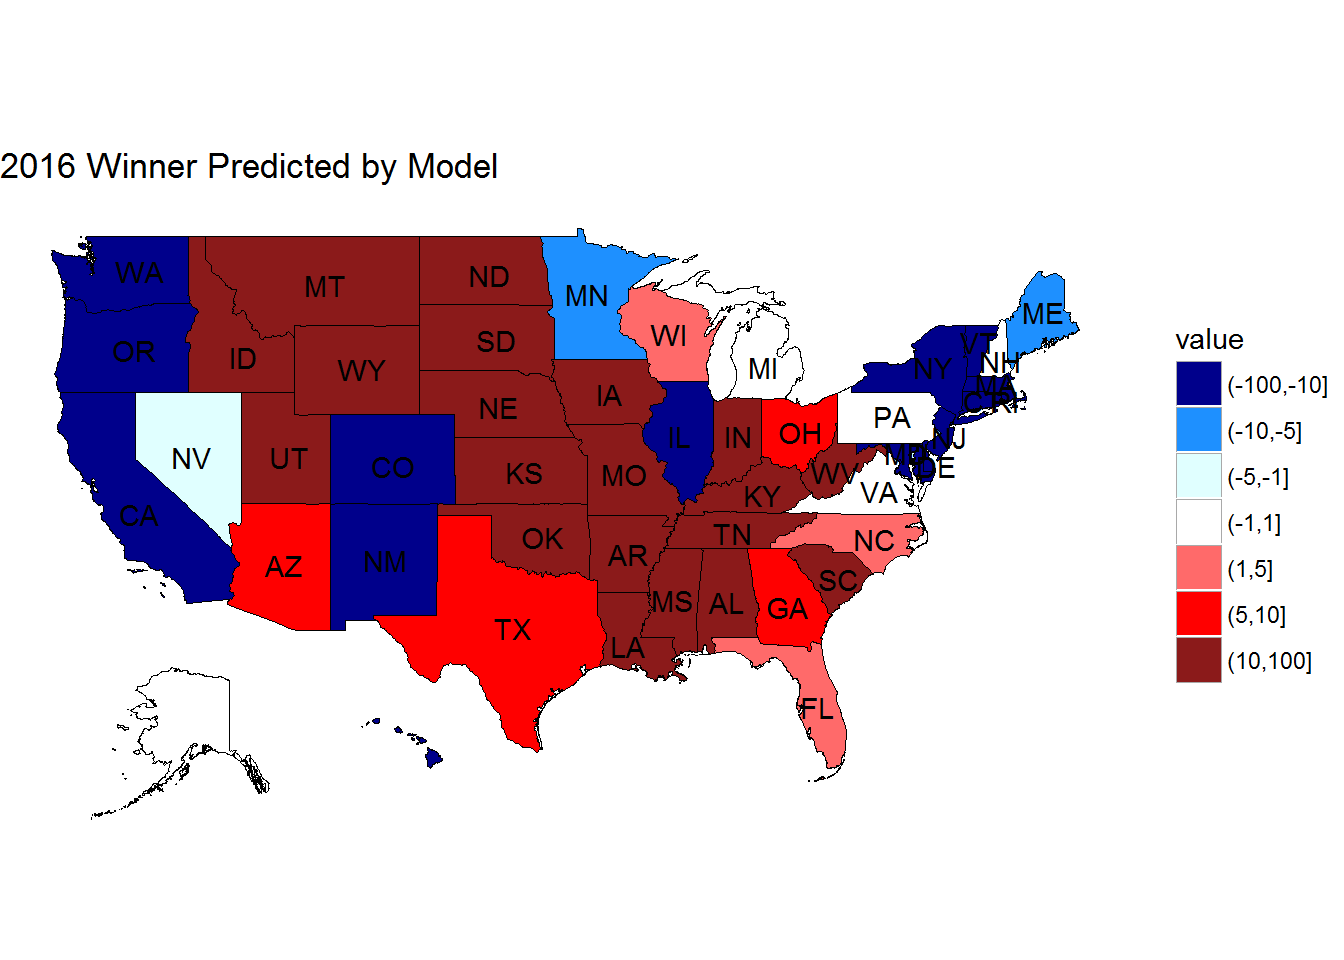 2016 Winner Predicted by Model
WA
MT
ND
MN
ME
OR
ID
WY
SD
WI
MI
NY
VT
NH
MA
RI
NV
UT
CO
NE
IA
IL
IN
OH
PA
NJ
DE
CA
KS
MO
KY
WV
VA
AZ
NM
OK
AR
TN
NC
SC
TX
LA
MS
AL
GA
FL
value
(-100,-10]
(-10,-5]
(-5,-1]
(-1,1]
(1,5]
(5,10]
(10,100]